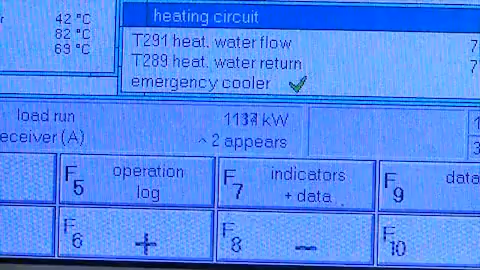 42 °C
82 °C
69 °C
heating circuit
T291 heat. water flow
T289 heat. water return
emergency cooler
load run
kW
eceiver (A)
^ 2 appears
F5 operation log
F7 indicators + data
F9 data
F6 +
F8 −
F10